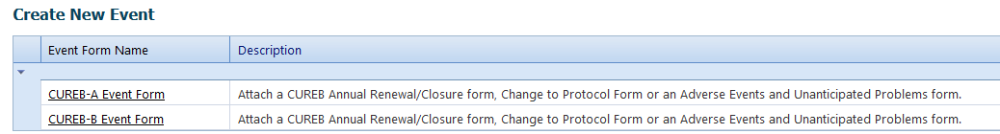 Create New Event
Event Form Name Description
CUREB-A Event Form Attach a CUREB Annual Renewal/Closure form, Change to Protocol Form or an Adverse Events and Unanticipated Problems form.
CUREB-B Event Form Attach a CUREB Annual Renewal/Closure form, Change to Protocol Form or an Adverse Events and Unanticipated Problems form.